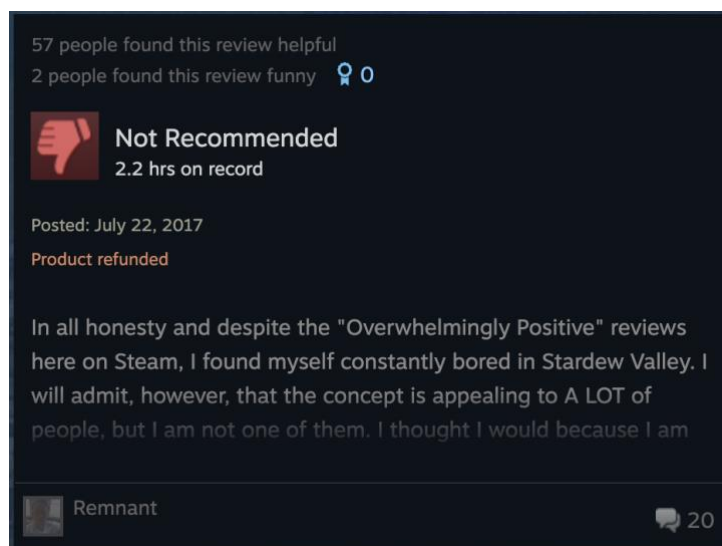 57 people found this review helpful
2 people found this review funny 0
Not Recommended
2.2 hrs on record
Posted: July 22, 2017
Product refunded
In all honesty and despite the "Overwhelmingly Positive" reviews
here on Steam, I found myself constantly bored in Stardew Valley. I
will admit, however, that the concept is appealing to A LOT of
people, but I am not one of them. I thought I would because I am
Remnant
20